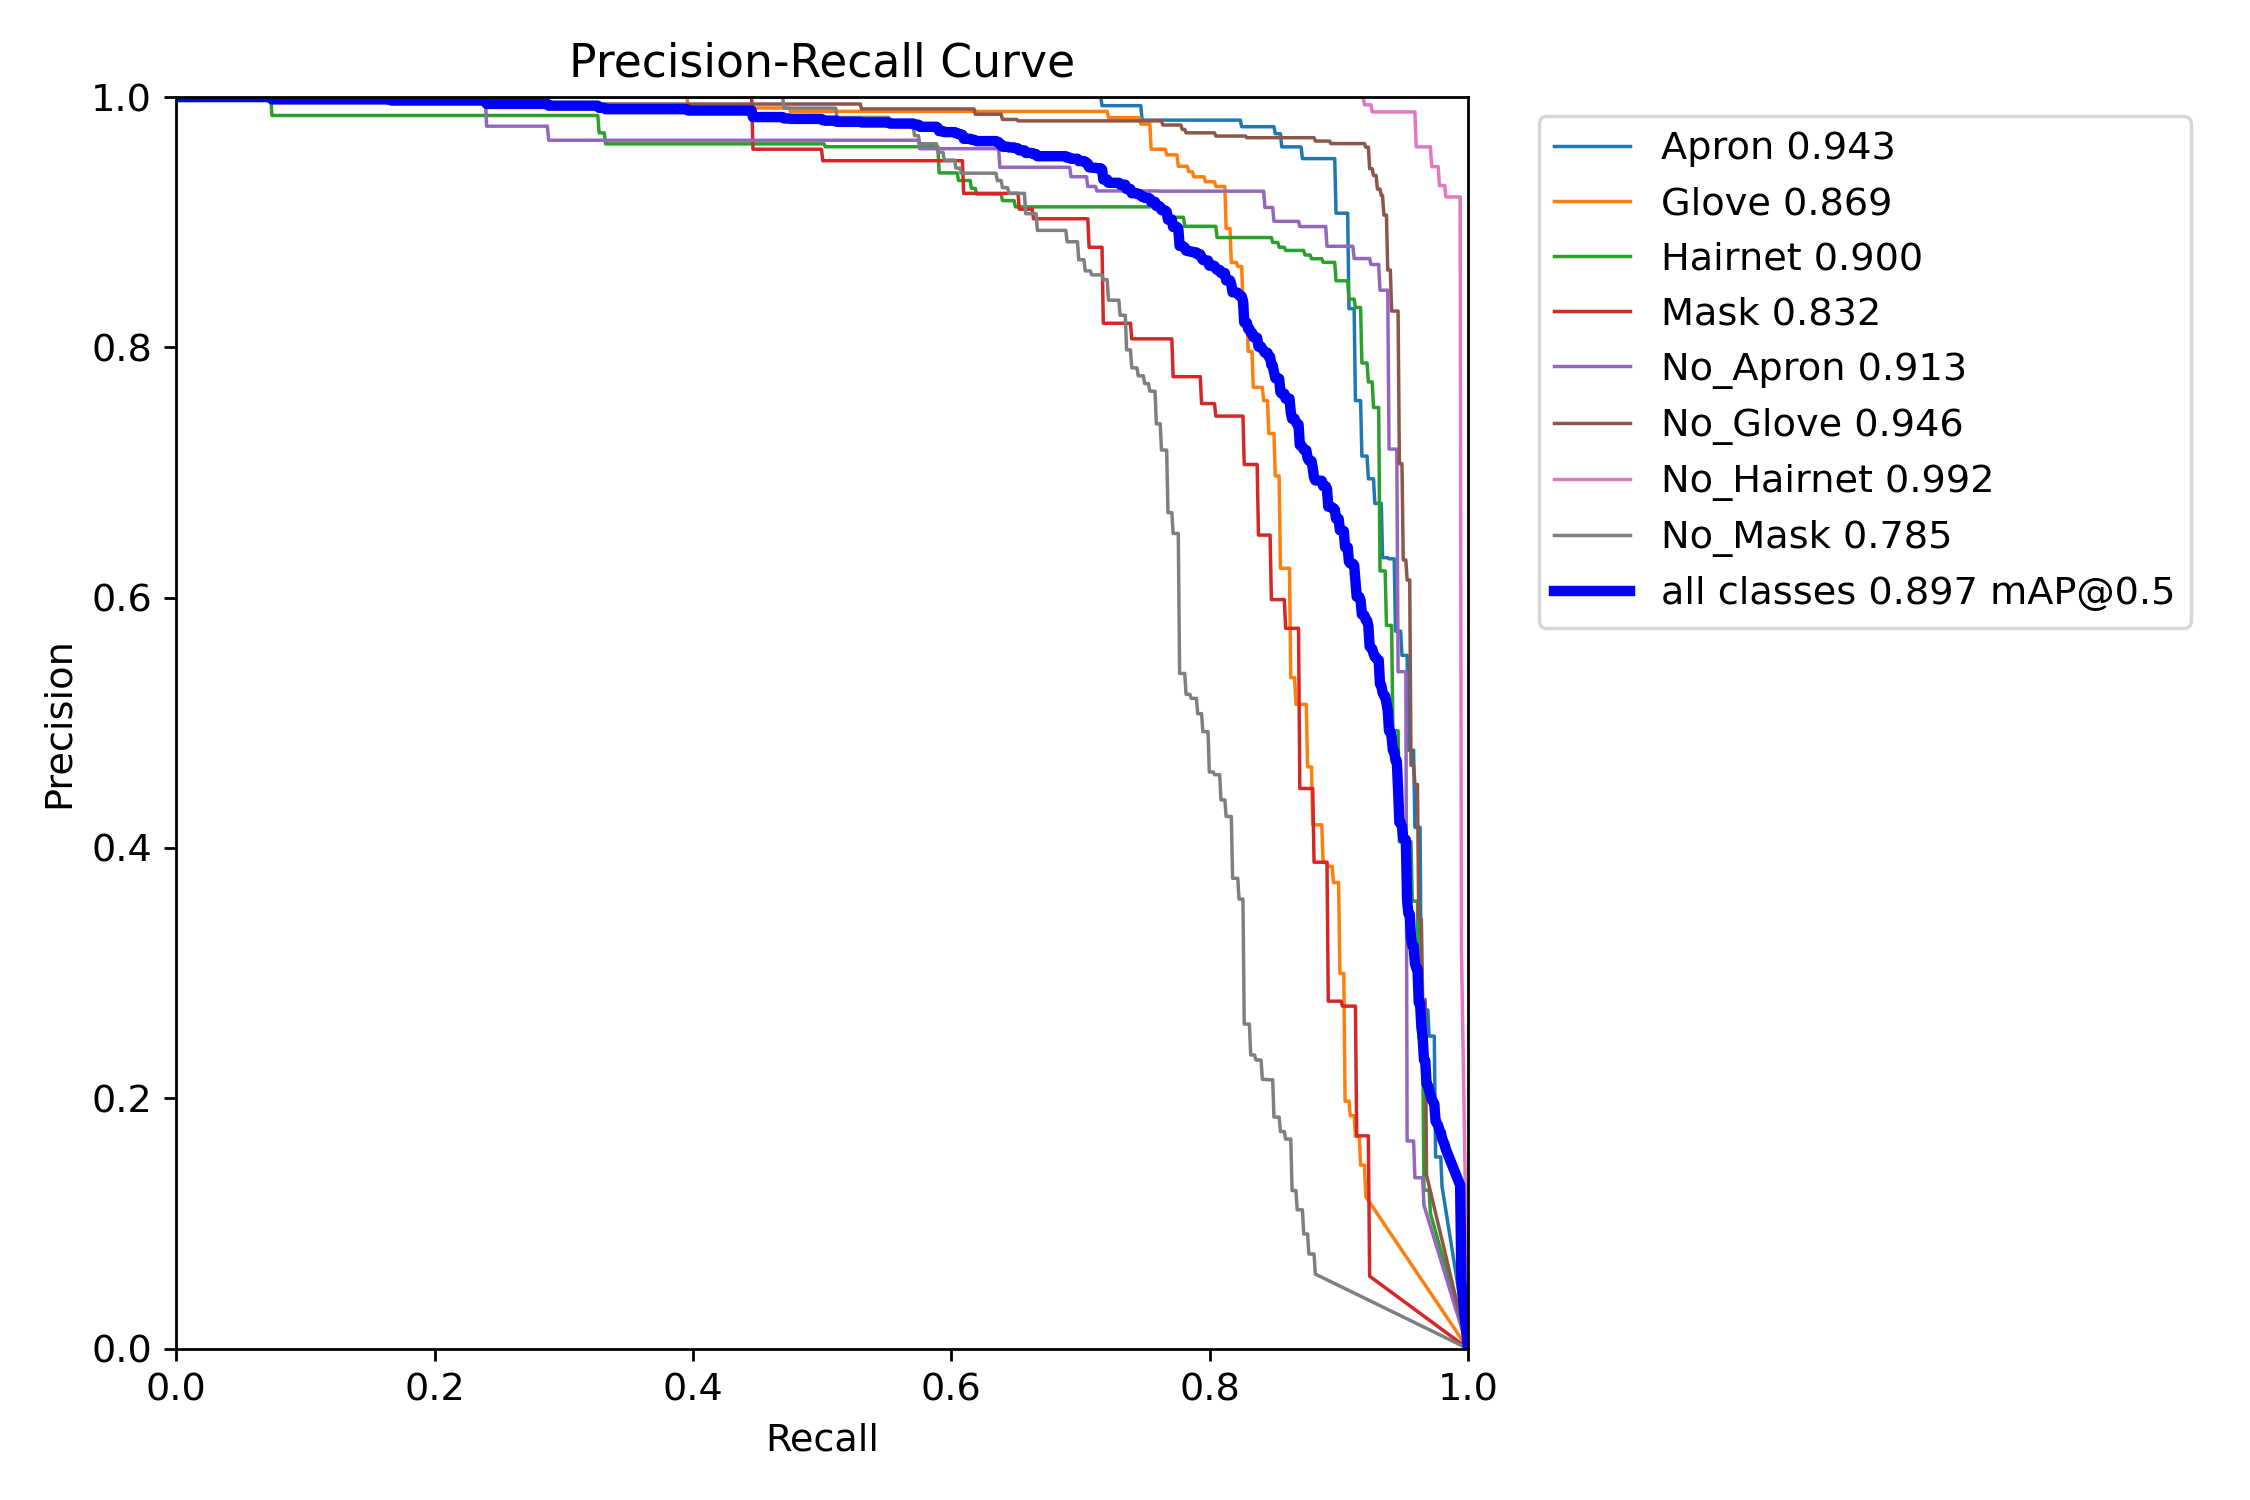 Precision-Recall Curve
1.0
0.8
0.6
0.4
0.2
0.0
Precision
0.0 0.2 0.4 0.6 0.8 1.0
Recall
Apron 0.943
Glove 0.869
Hairnet 0.900
Mask 0.832
No_Apron 0.913
No_Glove 0.946
No_Hairnet 0.992
No_Mask 0.785
all classes 0.897 mAP@0.5